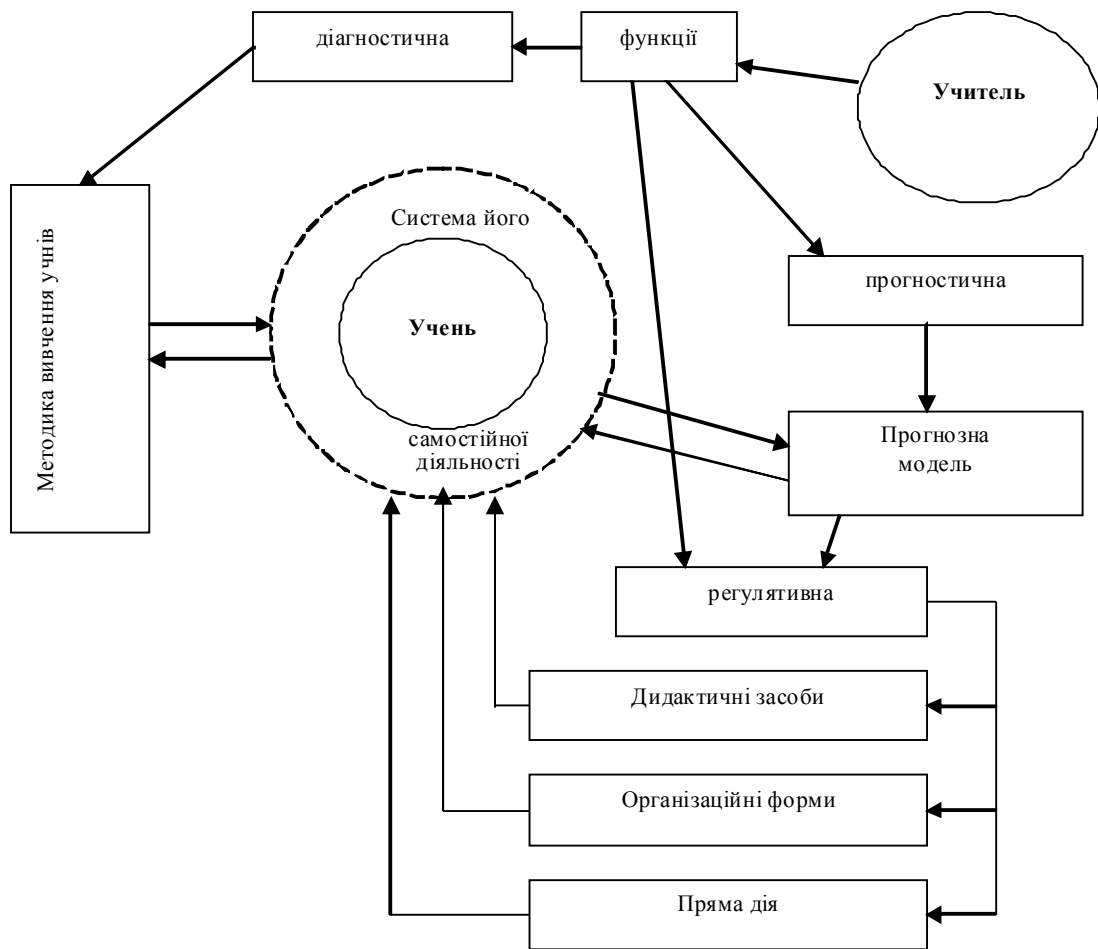 діагностична
функції
Учитель
Методика вивчення учнів
Система його
Учень
самостійної
діяльності
прогностична
Прогнозна
модель
регулятивна
Дидактичні засоби
Організаційні форми
Пряма дія